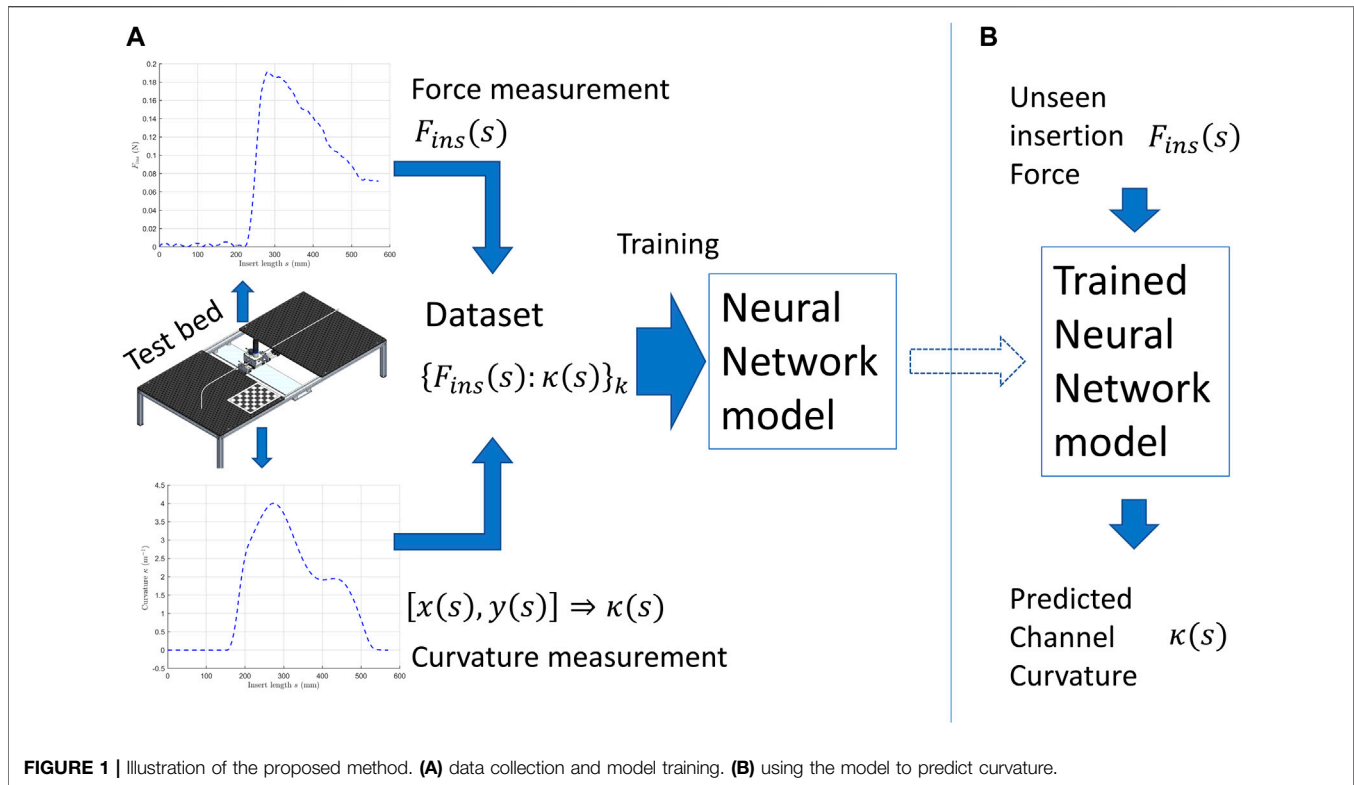 A
0.2
0.18
0.16
0.14
0.12
0.1
0.08
0.06
0.04
0.02
0
F_ins (N)
0 100 200 300 400 500 600
Insert length s (mm)
Force measurement
F_ins(s)
Test bed
Dataset
{F_ins(s): κ(s)}_k
Training
Neural
Network
model
4.5
4
3.5
3
2.5
2
1.5
1
0.5
0
-0.5
Curvature κ (m⁻¹)
0 100 200 300 400 500 600
Insert length s (mm)
[x(s), y(s)] ⇒ κ(s)
Curvature measurement
B
Unseen
insertion F_ins(s)
Force
Trained
Neural
Network
model
Predicted
Channel κ(s)
Curvature
FIGURE 1 | Illustration of the proposed method. (A) data collection and model training. (B) using the model to predict curvature.